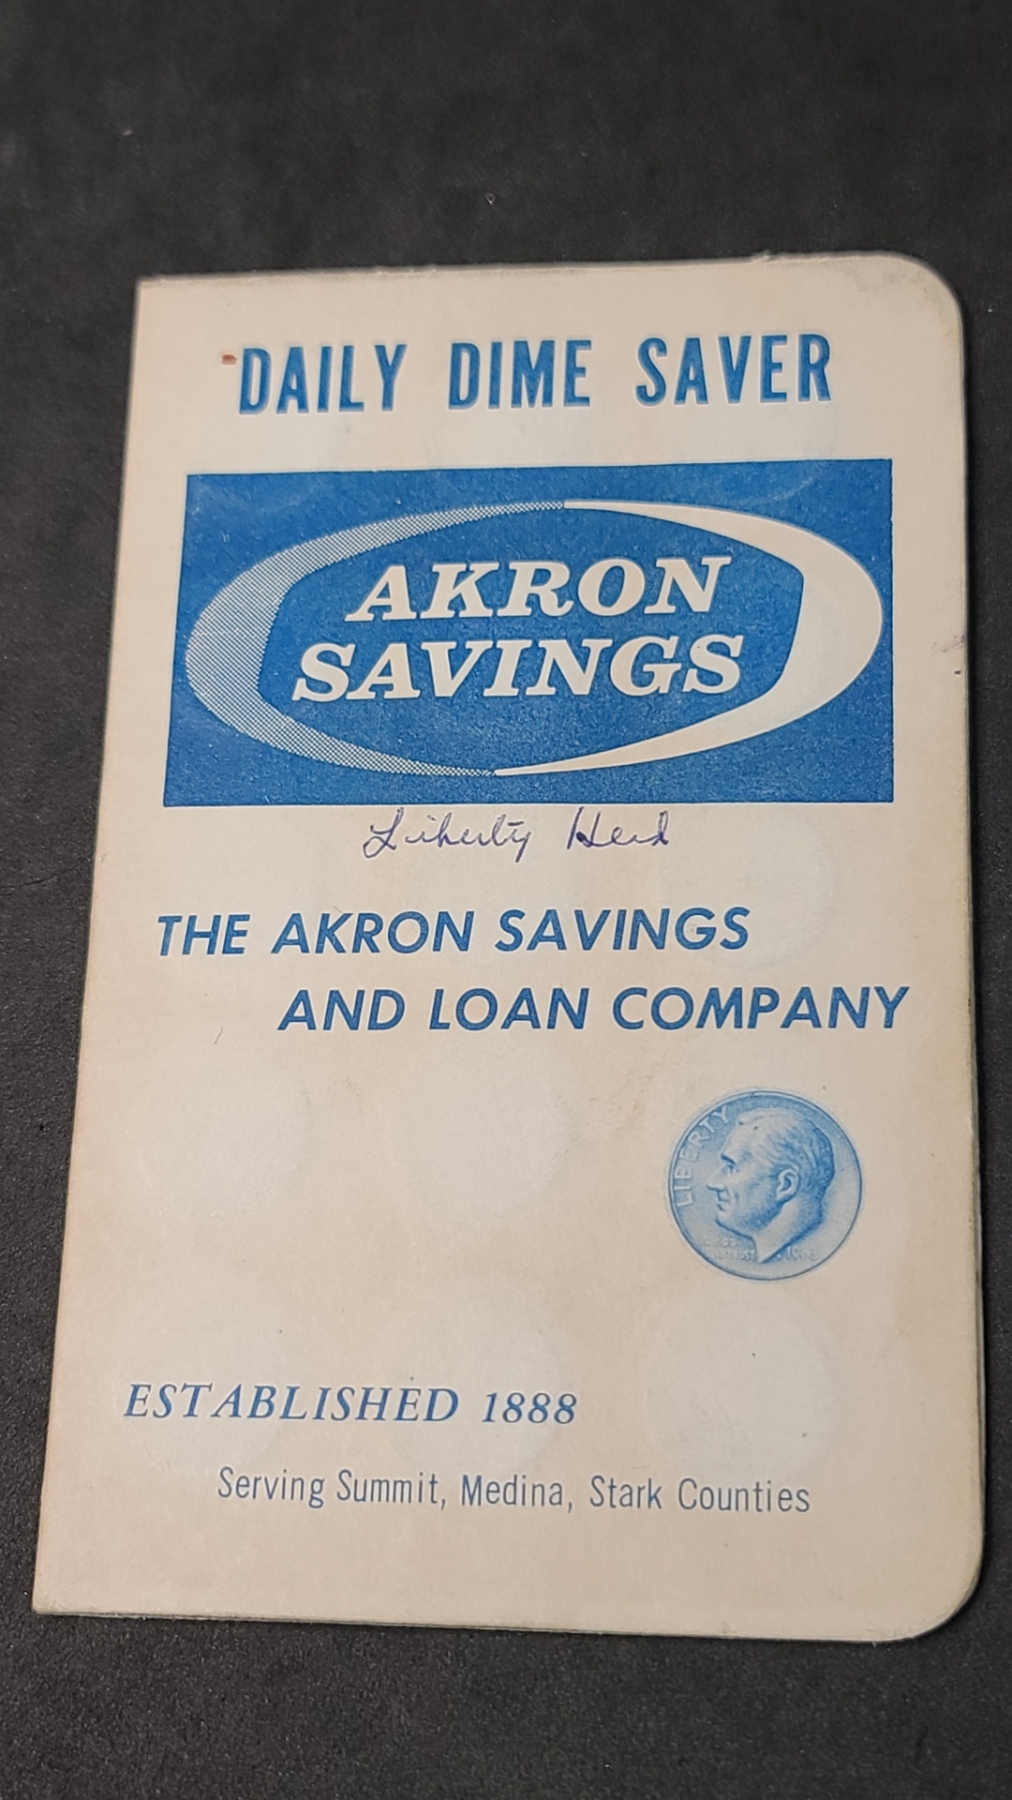 DAILY DIME SAVER
AKRON
SAVINGS
Liberty Head
THE AKRON SAVINGS
AND LOAN COMPANY
LIBERTY
ESTABLISHED 1888
Serving Summit, Medina, Stark Counties